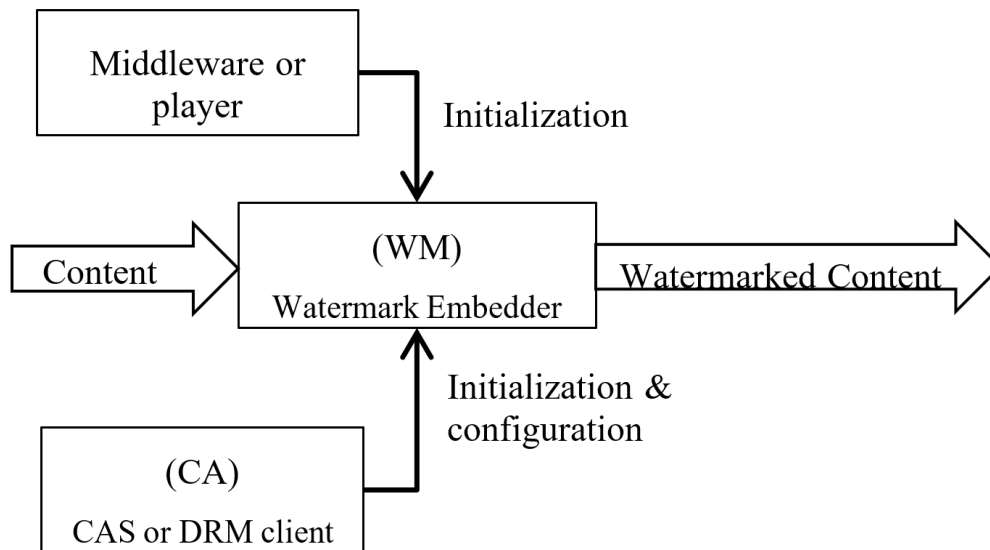 Middleware or
player
Initialization
(WM)
Content
Watermark Embedder
Watermarked Content
Initialization &
configuration
(CA)
CAS or DRM client